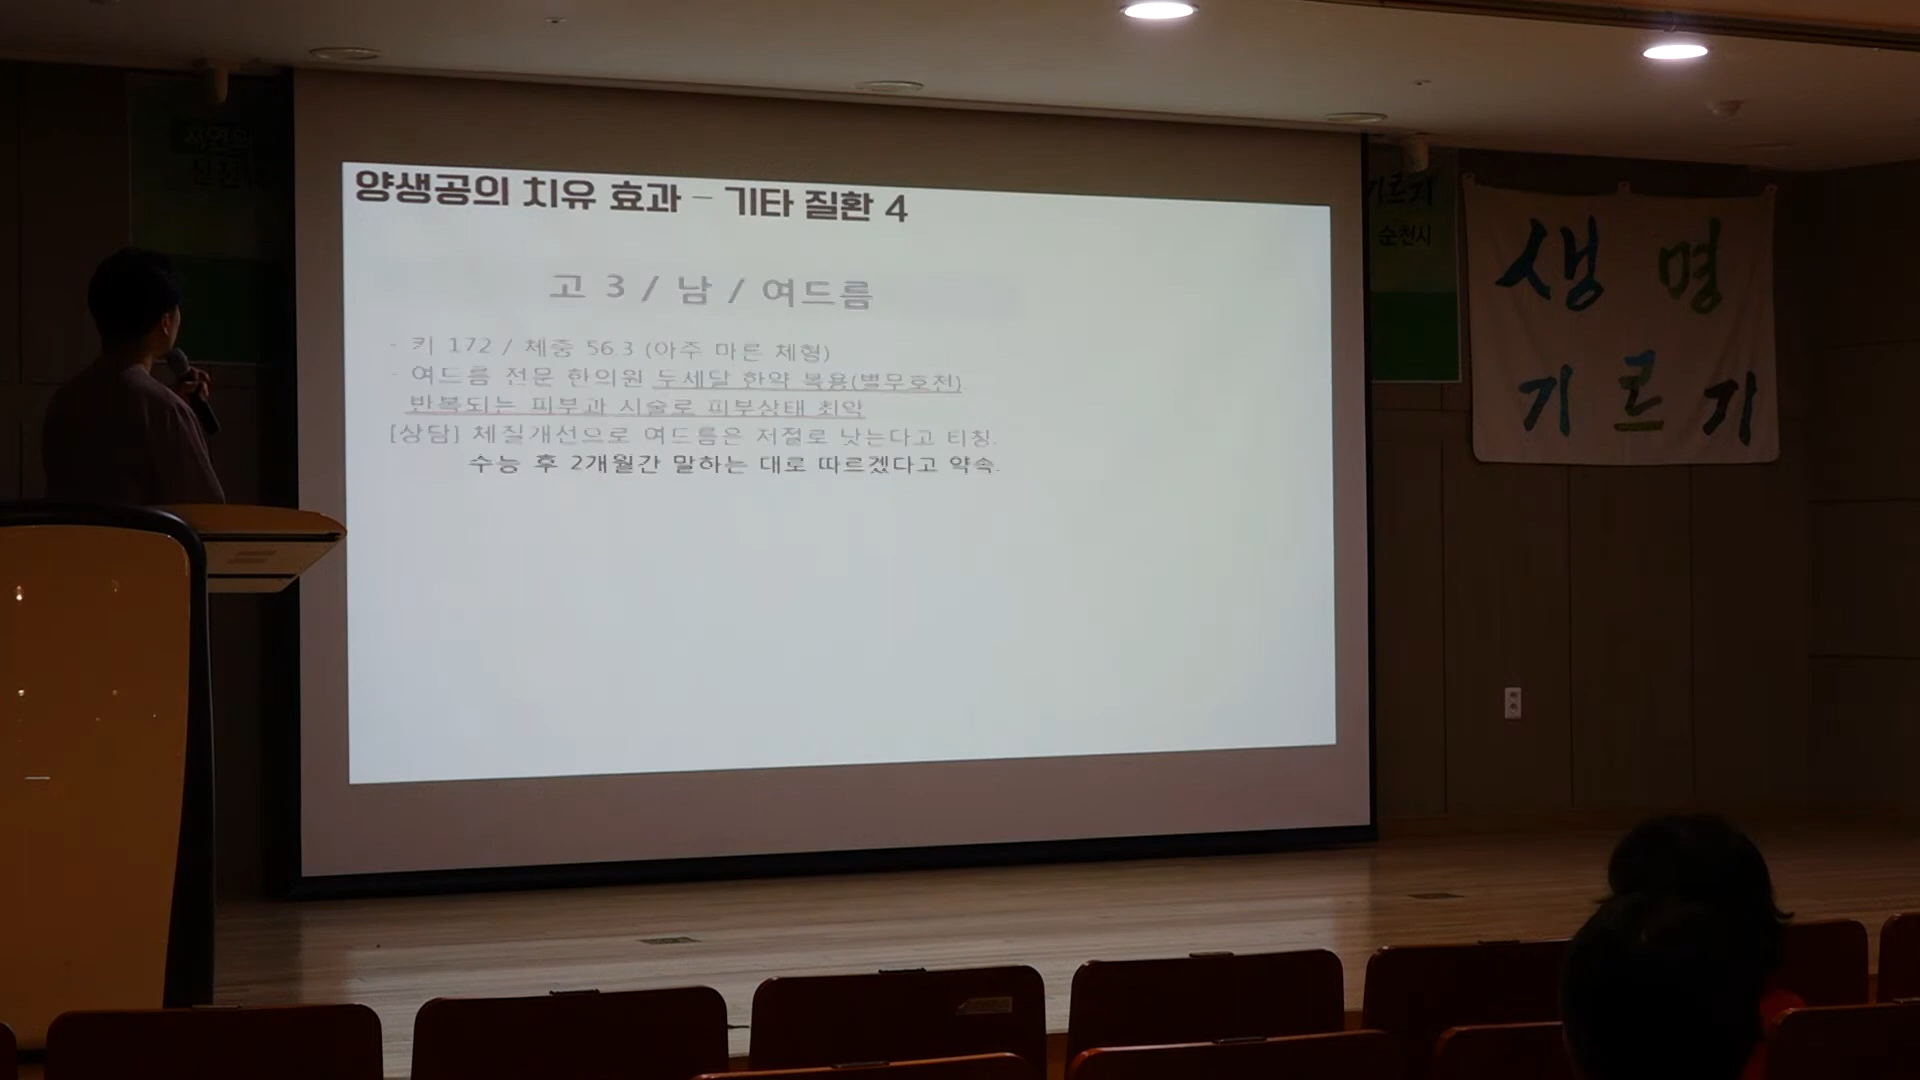 양생공의 치유 효과 – 기타 질환 4
고 3 / 남 / 여드름
- 키 172 / 체중 56.3 (아주 마른 체형)
- 여드름 전문 한의원 두세달 한약 복용(별무호전)
반복되는 피부과 시술로 피부상태 최악
[상담] 체질개선으로 여드름은 저절로 낫는다고 티칭.
수능 후 2개월간 말하는 대로 따르겠다고 약속.
기르기
순천시
생명
기르기